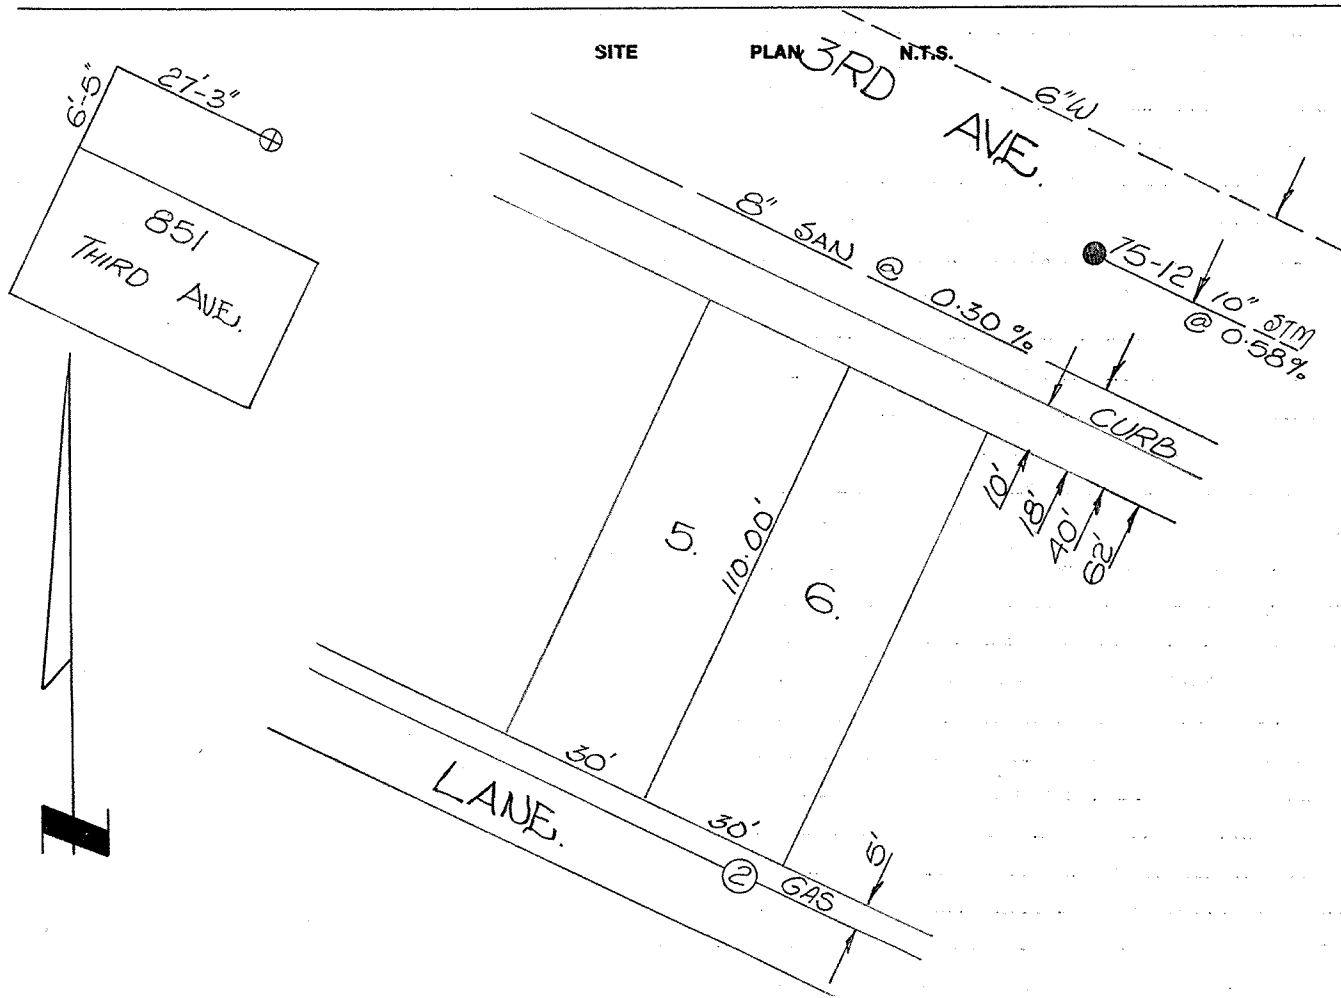 SITE PLAN N.T.S.
3RD AVE.
6"W
27'-3"
6'-5"
851
THIRD AVE.
8" SAN @ 0.30%
75-12
10" STM
@ 0.58%
CURB
10'
18'
40'
62'
5.
110.00'
6.
30'
30'
LANE.
2
GAS